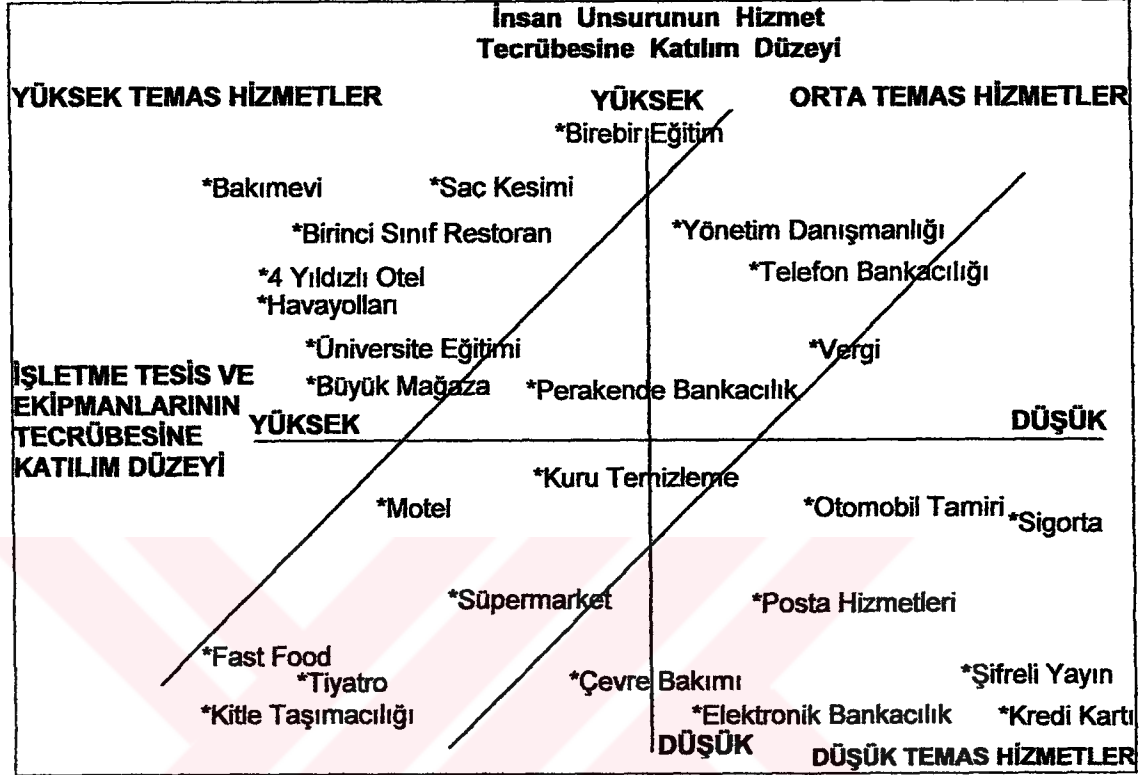 İnsan Unsurunun Hizmet
Tecrübesine Katılım Düzeyi
YÜKSEK TEMAS HİZMETLER
YÜKSEK
ORTA TEMAS HİZMETLER
*Birebir Eğitim
*Bakımevi
*Saç Kesimi
*Birinci Sınıf Restoran
*Yönetim Danışmanlığı
*4 Yıldızlı Otel
*Telefon Bankacılığı
*Havayolları
*Üniversite Eğitimi
*Vergi
İŞLETME TESİS VE
EKİPMANLARININ
TECRÜBESİNE
KATILIM DÜZEYİ
*Büyük Mağaza
*Perakende Bankacılık
YÜKSEK
DÜŞÜK
*Kuru Temizleme
*Motel
*Otomobil Tamiri
*Sigorta
*Süpermarket
*Posta Hizmetleri
*Fast Food
*Tiyatro
*Çevre Bakımı
*Şifreli Yayın
*Kitle Taşımacılığı
*Elektronik Bankacılık
*Kredi Kartı
DÜŞÜK
DÜŞÜK TEMAS HİZMETLER